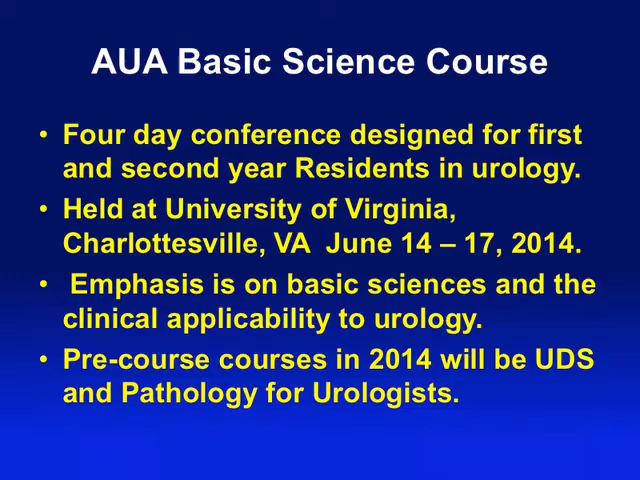 AUA Basic Science Course
• Four day conference designed for first
and second year Residents in urology.
• Held at University of Virginia,
Charlottesville, VA  June 14 – 17, 2014.
•  Emphasis is on basic sciences and the
clinical applicability to urology.
• Pre-course courses in 2014 will be UDS
and Pathology for Urologists.